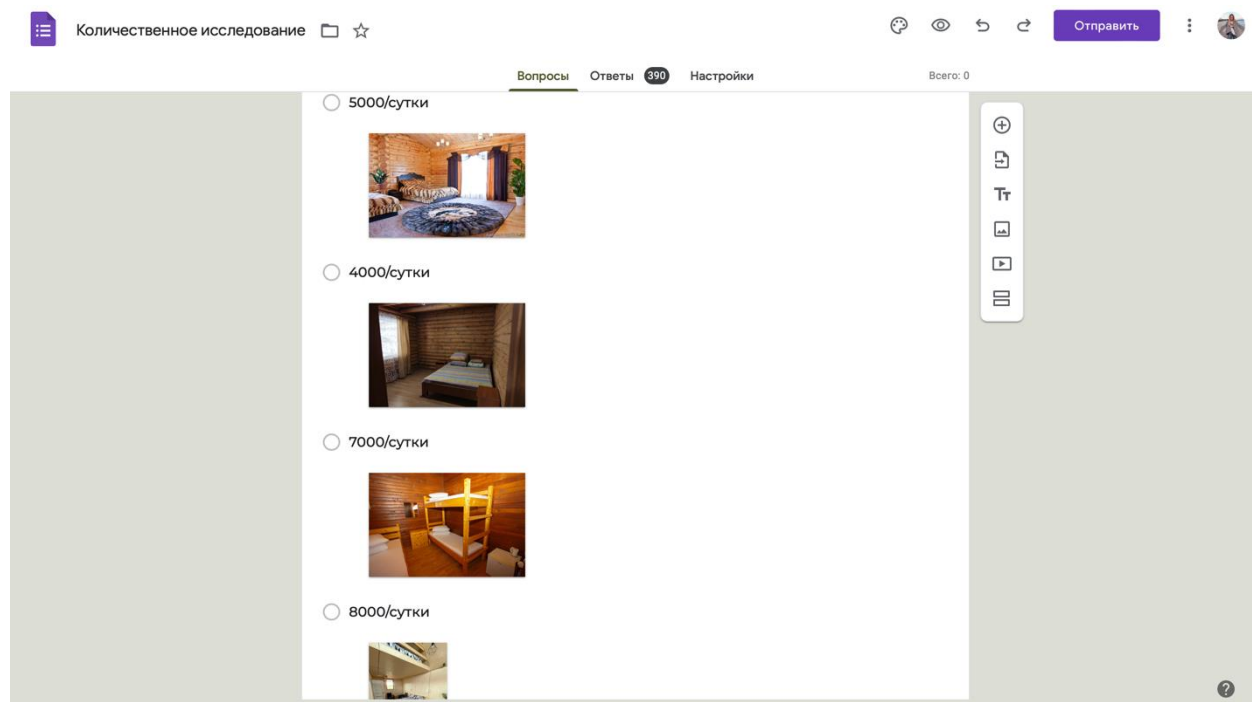 Количественное исследование
Отправить
Вопросы Ответы 390 Настройки Всего: 0
5000/сутки
4000/сутки
7000/сутки
8000/сутки